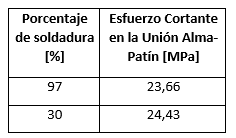 Porcentaje
de soldadura
[%]
Esfuerzo Cortante
en la Unión Alma-
Patín [MPa]
97
23,66
30
24,43